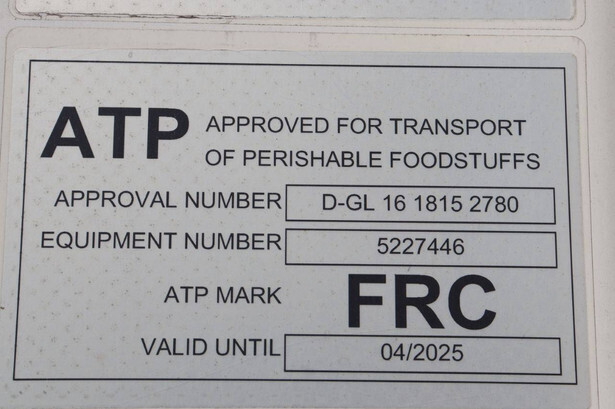 ATP APPROVED FOR TRANSPORT
OF PERISHABLE FOODSTUFFS
APPROVAL NUMBER D-GL 16 1815 2780
EQUIPMENT NUMBER 5227446
ATP MARK FRC
VALID UNTIL 04/2025